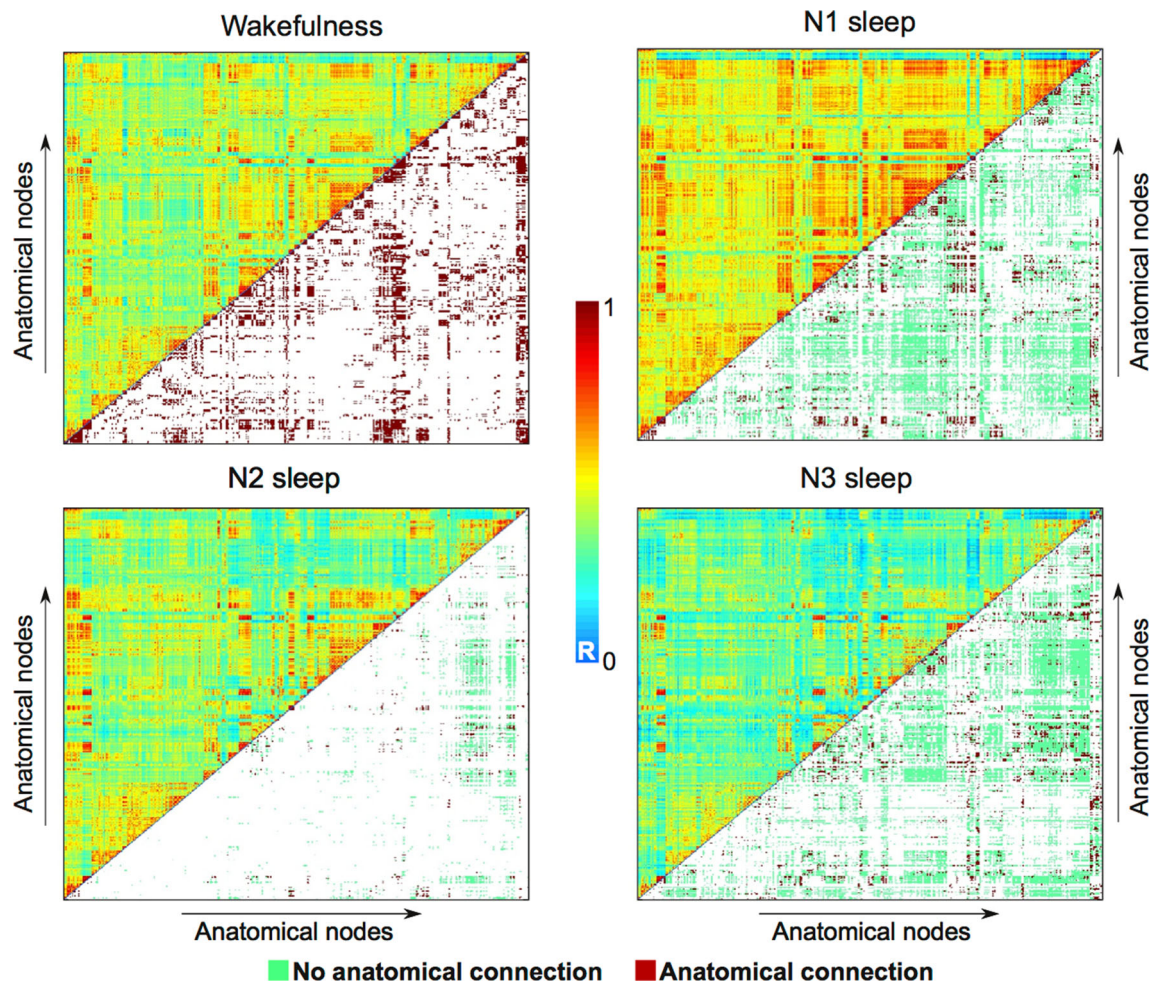 Wakefulness
N1 sleep
Anatomical nodes
Anatomical nodes
1
R 0
N2 sleep
N3 sleep
Anatomical nodes
Anatomical nodes
Anatomical nodes
Anatomical nodes
No anatomical connection
Anatomical connection